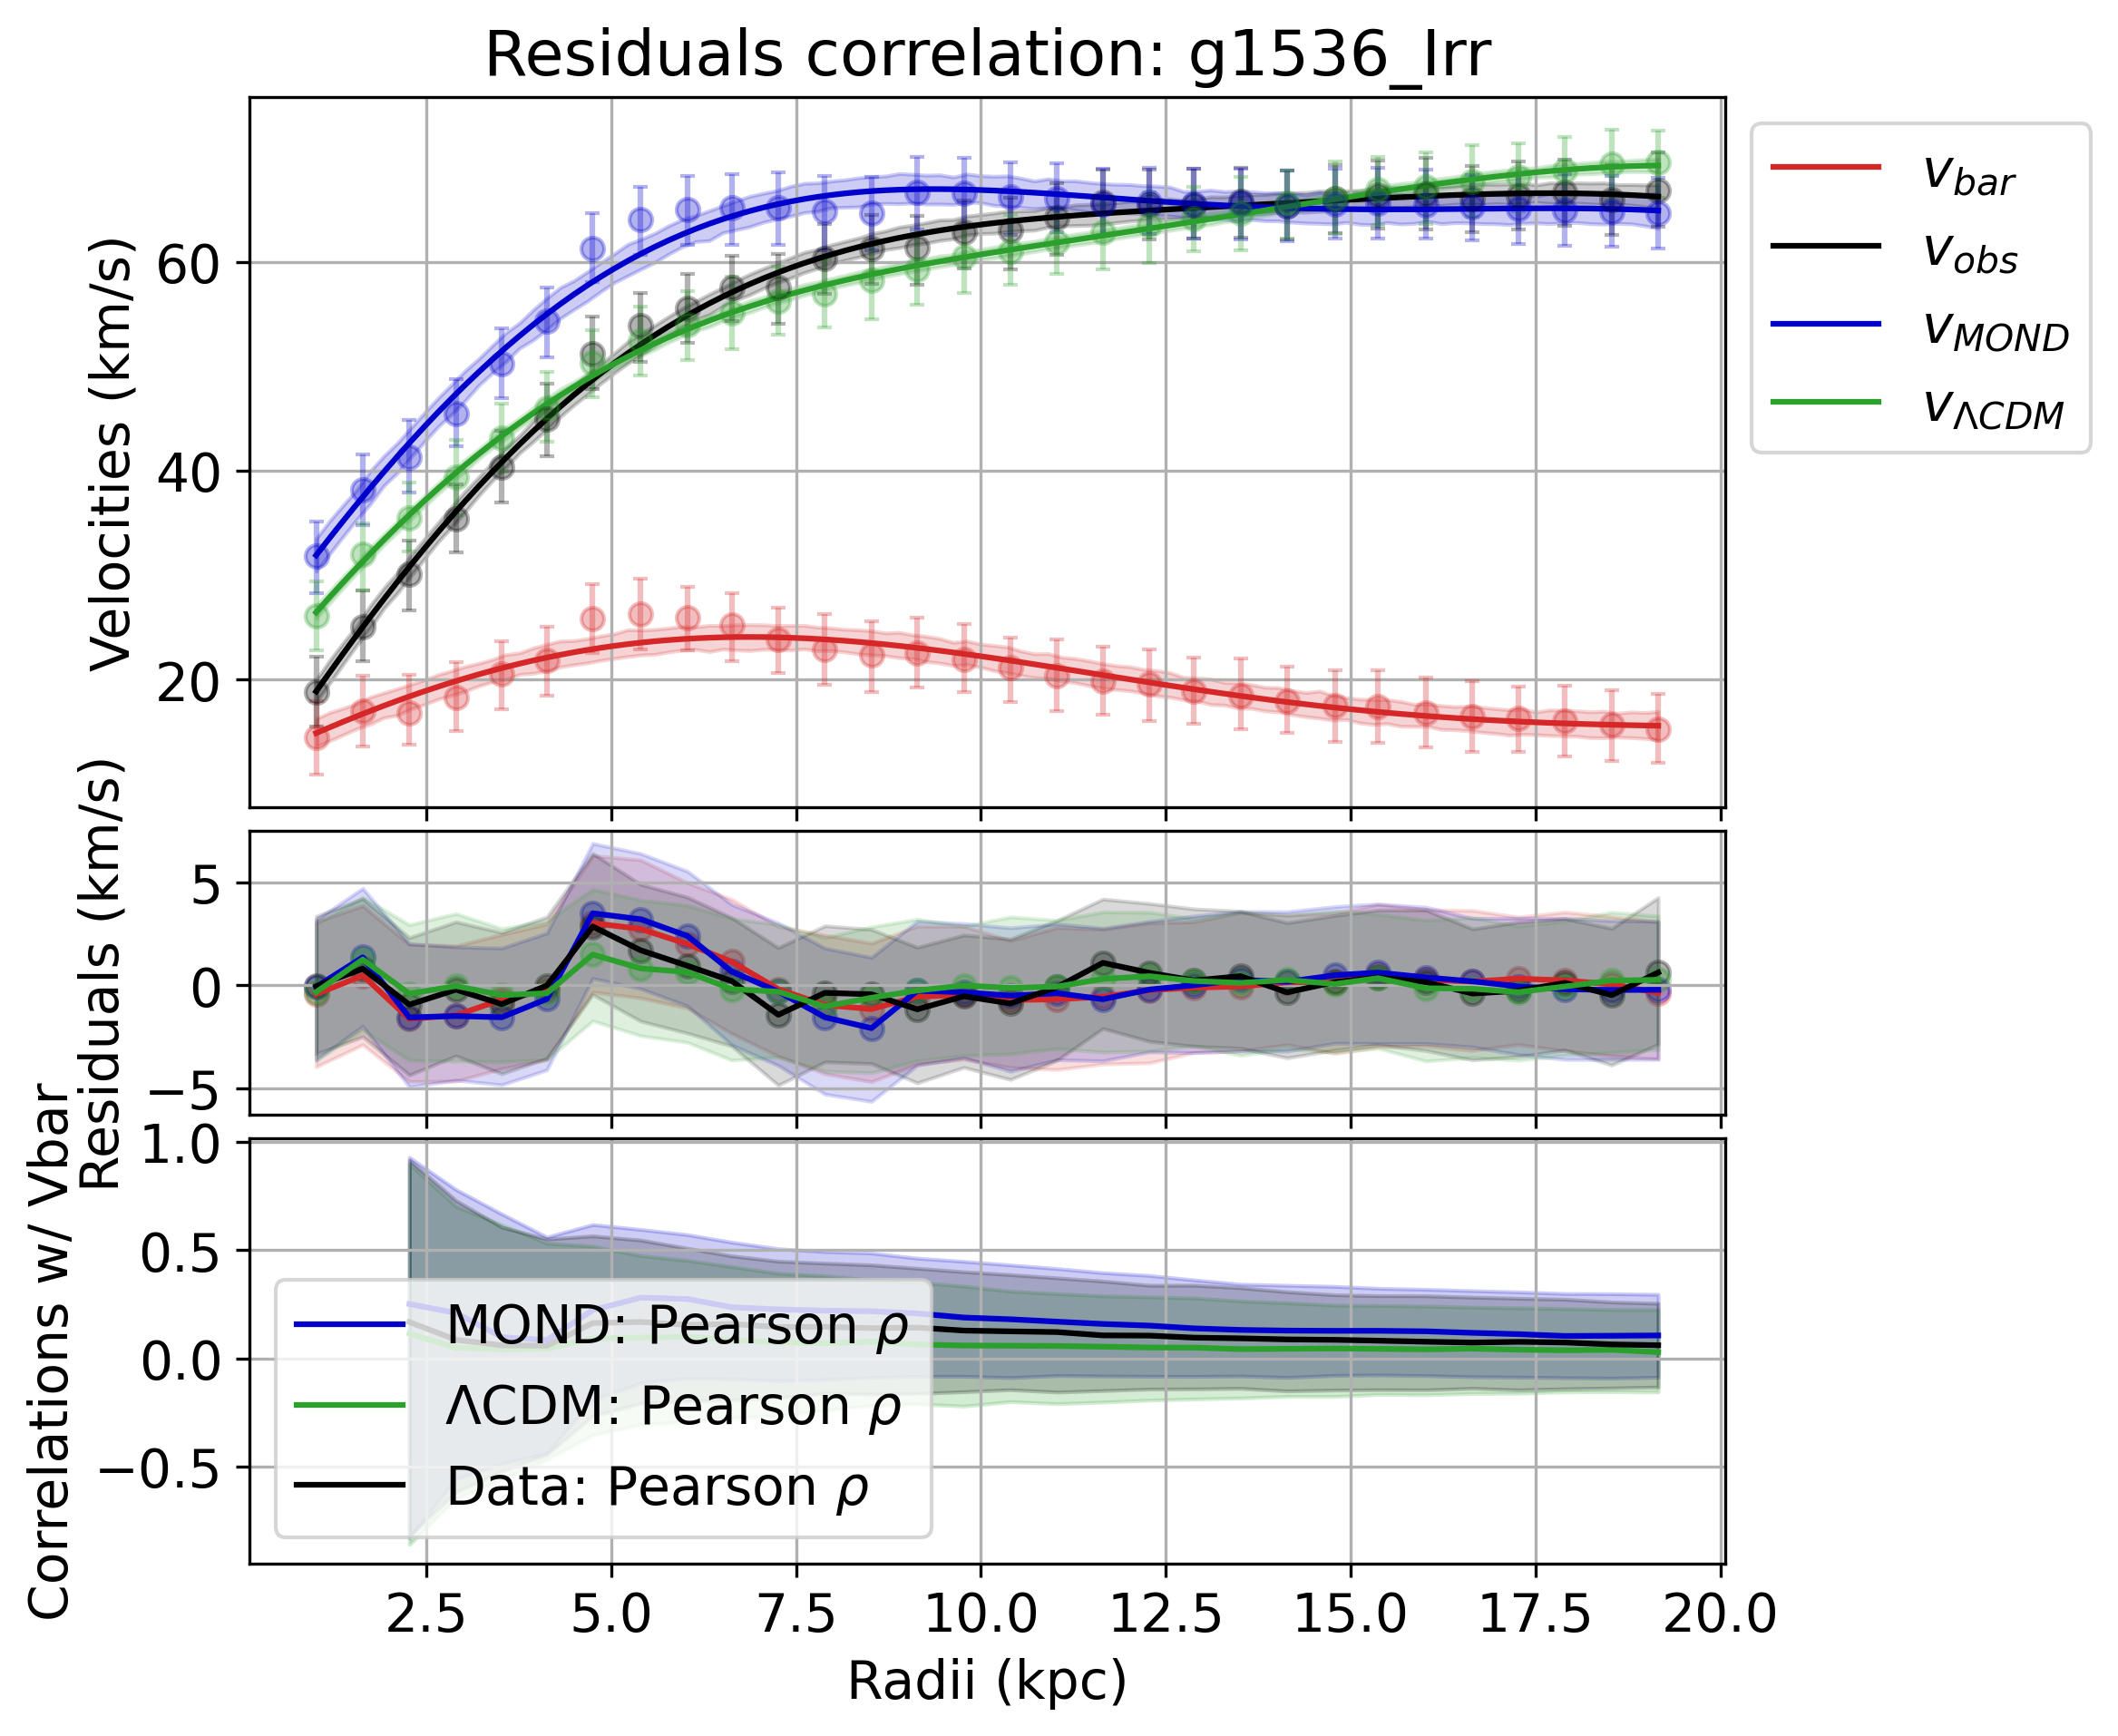 Residuals correlation: g1536_Irr
Velocities (km/s)
60
40
20
v_bar
v_obs
v_MOND
v_ΛCDM
Residuals (km/s)
5
0
−5
Correlations w/ Vbar
1.0
0.5
0.0
−0.5
MOND: Pearson ρ
ΛCDM: Pearson ρ
Data: Pearson ρ
2.5 5.0 7.5 10.0 12.5 15.0 17.5 20.0
Radii (kpc)